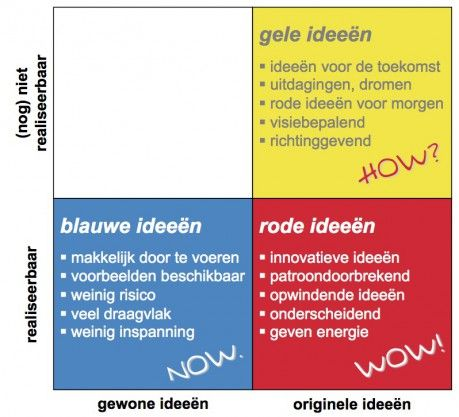 (nog) niet
realiseerbaar
gele ideeën
▪ ideeën voor de toekomst
▪ uitdagingen, dromen
▪ rode ideeën voor morgen
▪ visiebepalend
▪ richtinggevend
HOW?
realiseerbaar
blauwe ideeën
▪ makkelijk door te voeren
▪ voorbeelden beschikbaar
▪ weinig risico
▪ veel draagvlak
▪ weinig inspanning
NOW.
rode ideeën
▪ innovatieve ideeën
▪ patroondoorbrekend
▪ opwindende ideeën
▪ onderscheidend
▪ geven energie
WOW!
gewone ideeën
originele ideeën